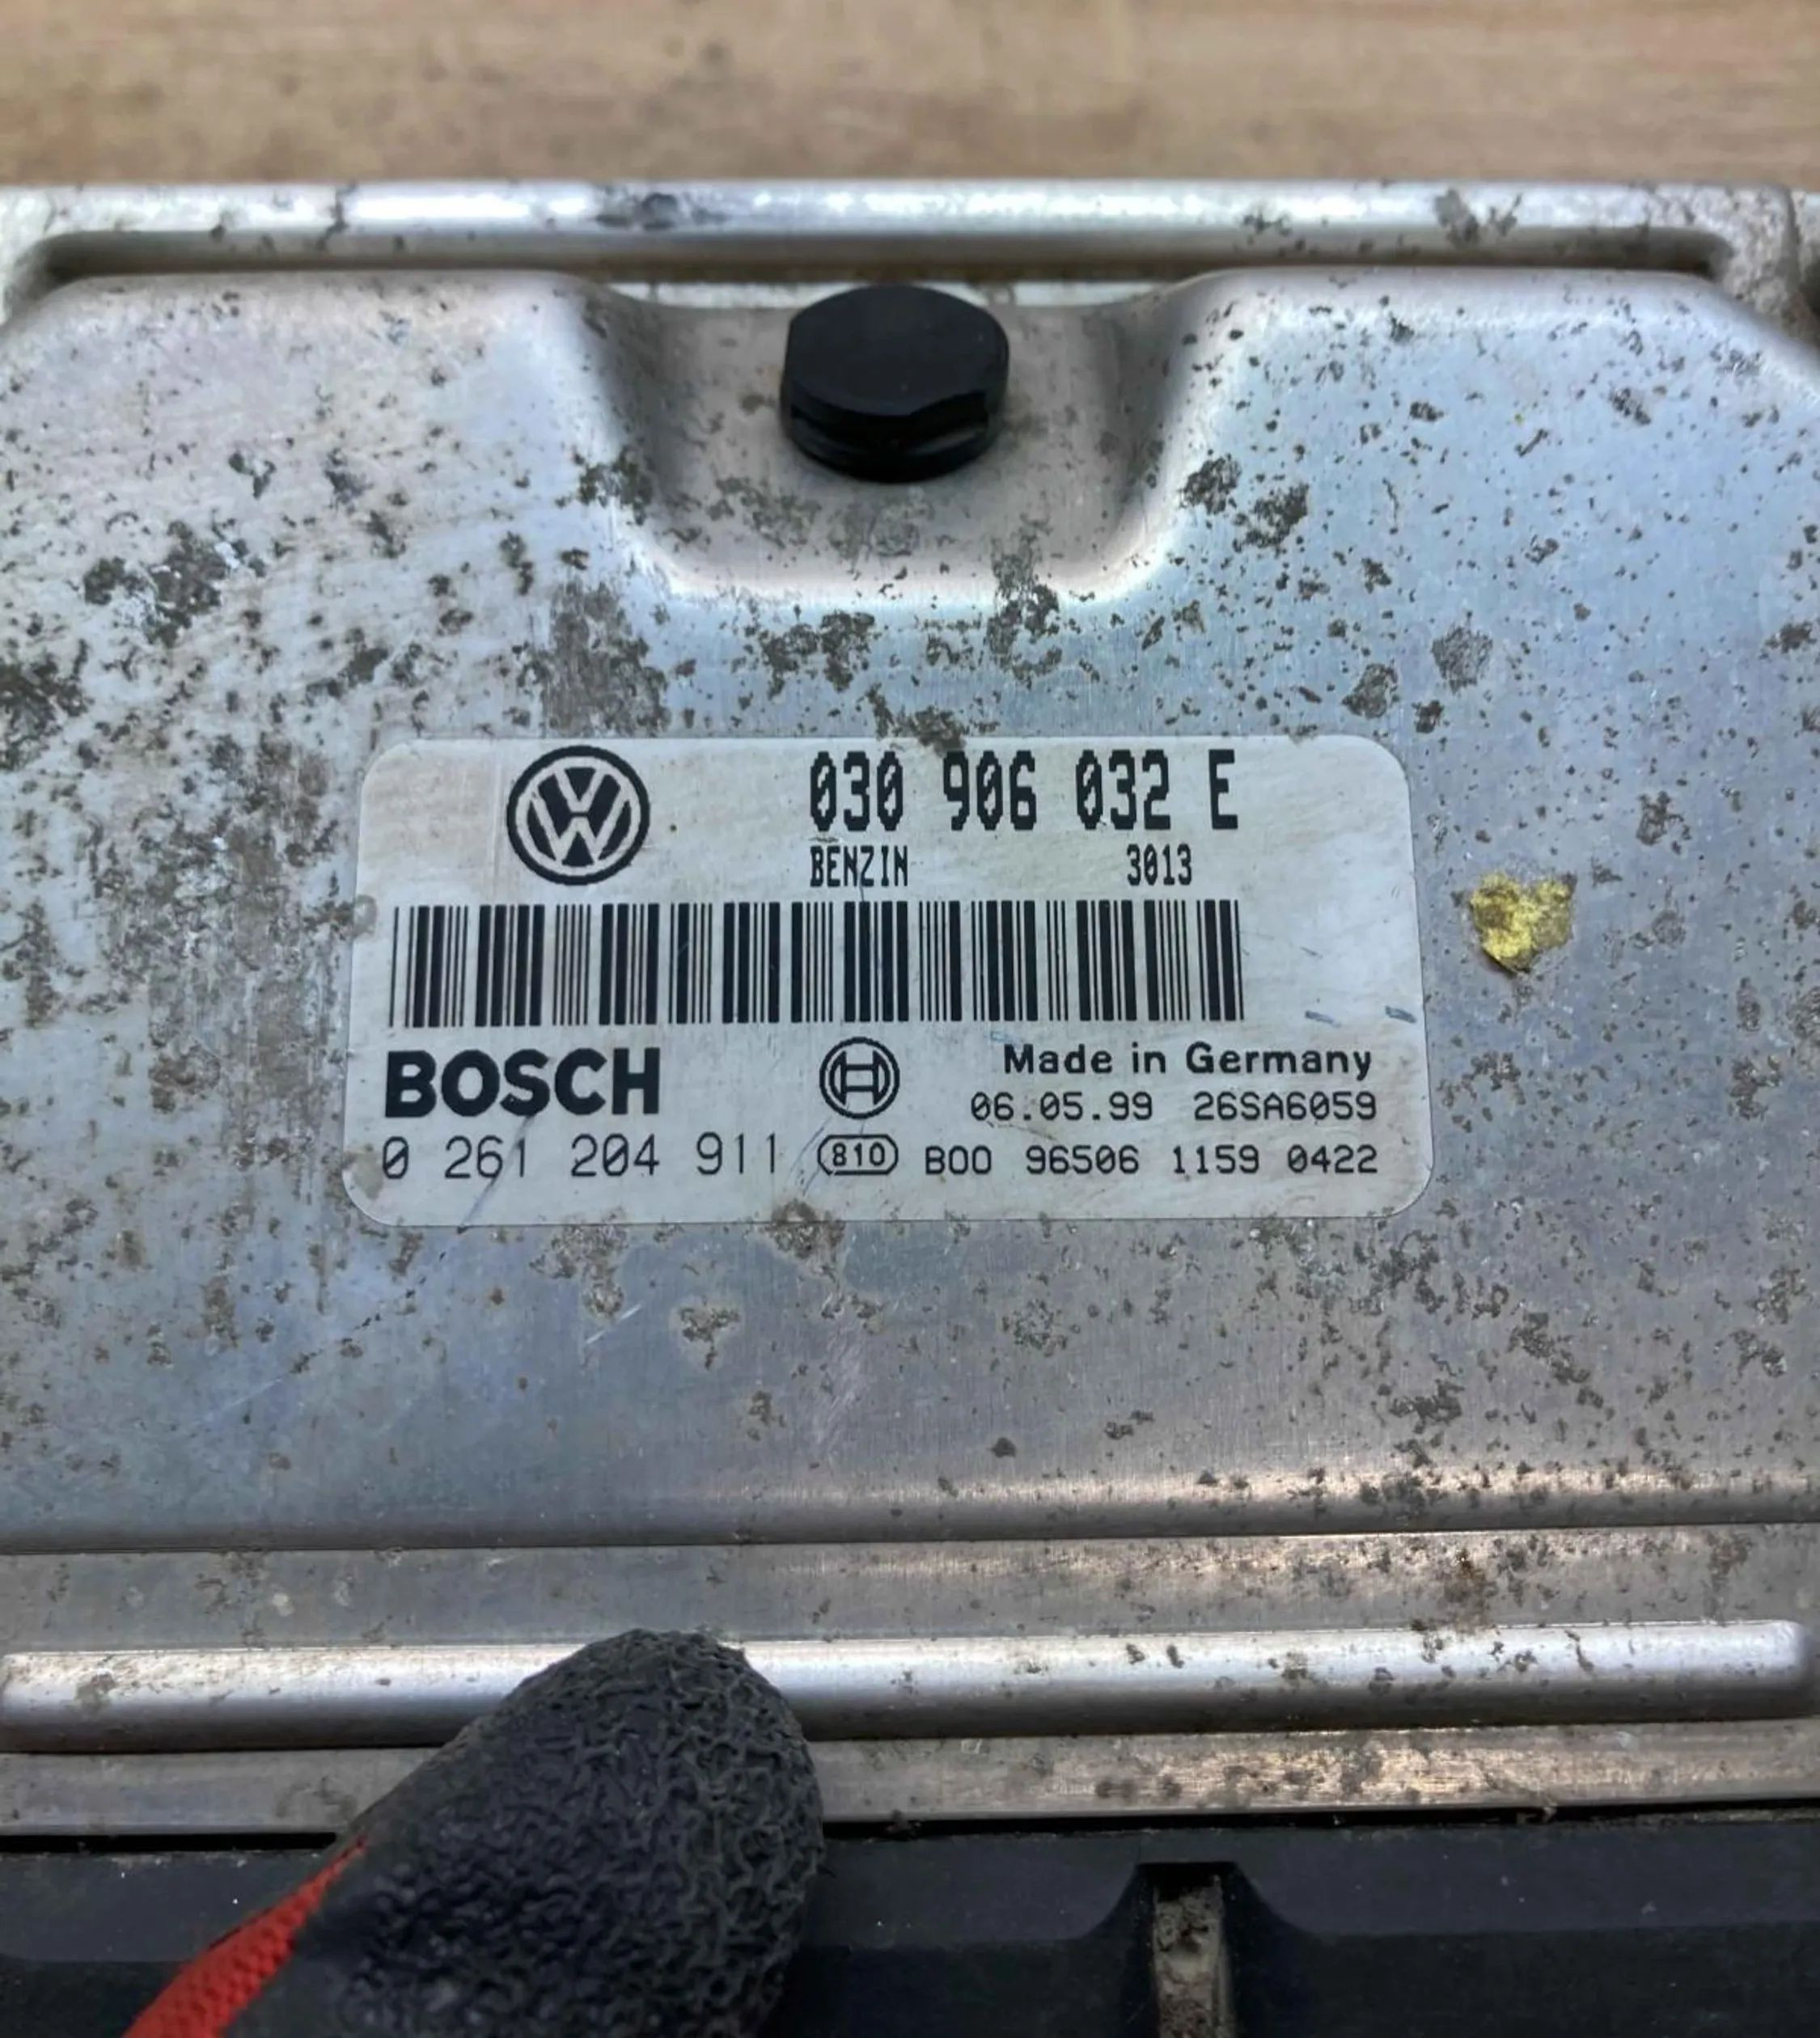 030 906 032 E
BENZIN 3013
BOSCH Made in Germany
06.05.99 26SA6059
0 261 204 911 810 B00 96506 1159 0422